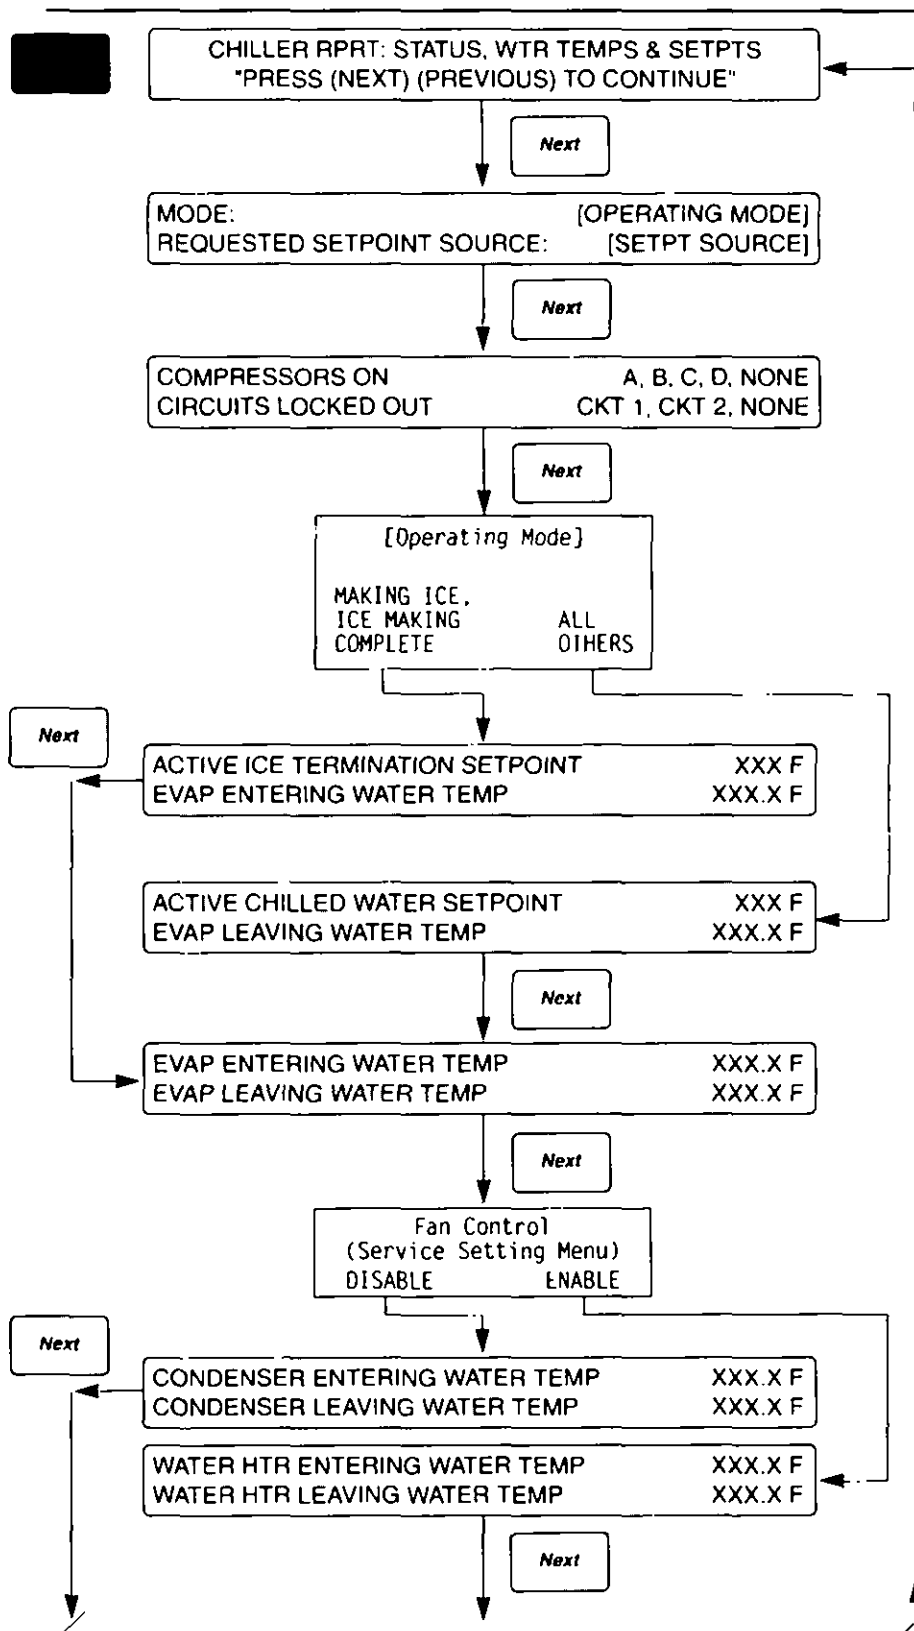 CHILLER RPRT: STATUS, WTR TEMPS & SETPTS
"PRESS (NEXT) (PREVIOUS) TO CONTINUE"
Next
MODE: [OPERATING MODE]
REQUESTED SETPOINT SOURCE: [SETPT SOURCE]
Next
COMPRESSORS ON A, B, C, D, NONE
CIRCUITS LOCKED OUT CKT 1, CKT 2, NONE
Next
[Operating Mode]
MAKING ICE,
ICE MAKING ALL
COMPLETE OTHERS
Next
ACTIVE ICE TERMINATION SETPOINT XXX F
EVAP ENTERING WATER TEMP XXX.X F
ACTIVE CHILLED WATER SETPOINT XXX F
EVAP LEAVING WATER TEMP XXX.X F
Next
EVAP ENTERING WATER TEMP XXX.X F
EVAP LEAVING WATER TEMP XXX.X F
Next
Fan Control
(Service Setting Menu)
DISABLE ENABLE
Next
CONDENSER ENTERING WATER TEMP XXX.X F
CONDENSER LEAVING WATER TEMP XXX.X F
WATER HTR ENTERING WATER TEMP XXX.X F
WATER HTR LEAVING WATER TEMP XXX.X F
Next